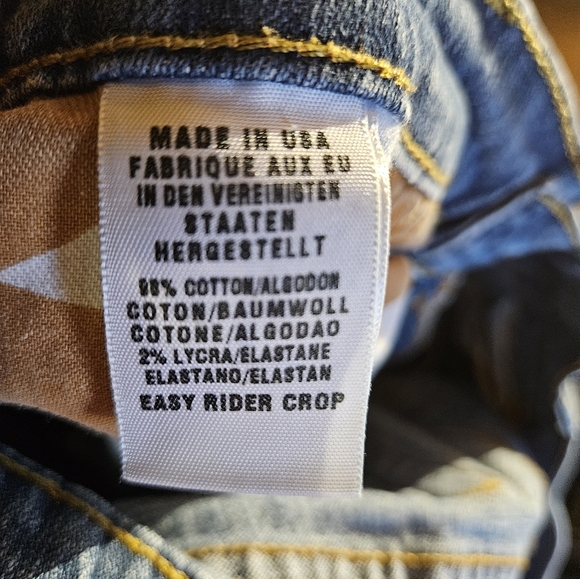 MADE IN USA
FABRIQUE AUX EU
IN DEN VEREINIGTEN
STAATEN
HERGESTELLT
98% COTTON/ALGODON
COTON/BAUMWOLL
COTONE/ALGODAO
2% LYCRA/ELASTANE
ELASTANO/ELASTAN
EASY RIDER CROP